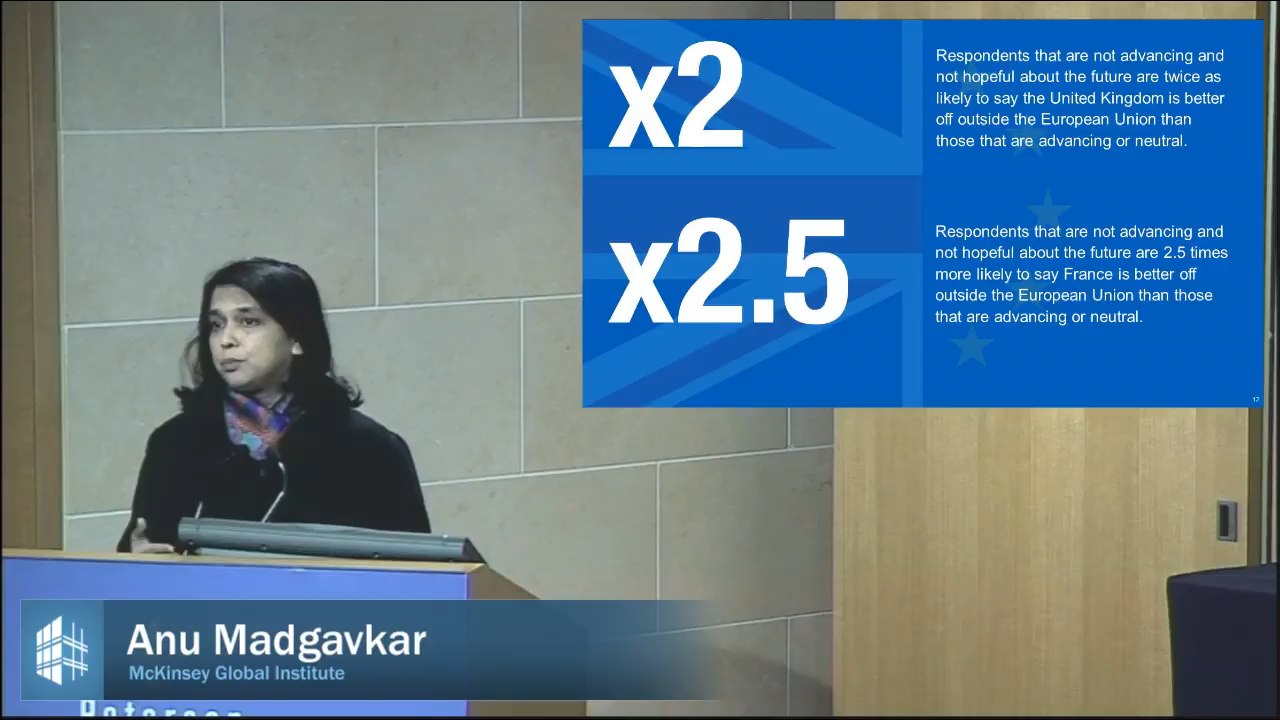 x2
Respondents that are not advancing and
not hopeful about the future are twice as
likely to say the United Kingdom is better
off outside the European Union than
those that are advancing or neutral.
x2.5
Respondents that are not advancing and
not hopeful about the future are 2.5 times
more likely to say France is better off
outside the European Union than those
that are advancing or neutral.
Anu Madgavkar
McKinsey Global Institute